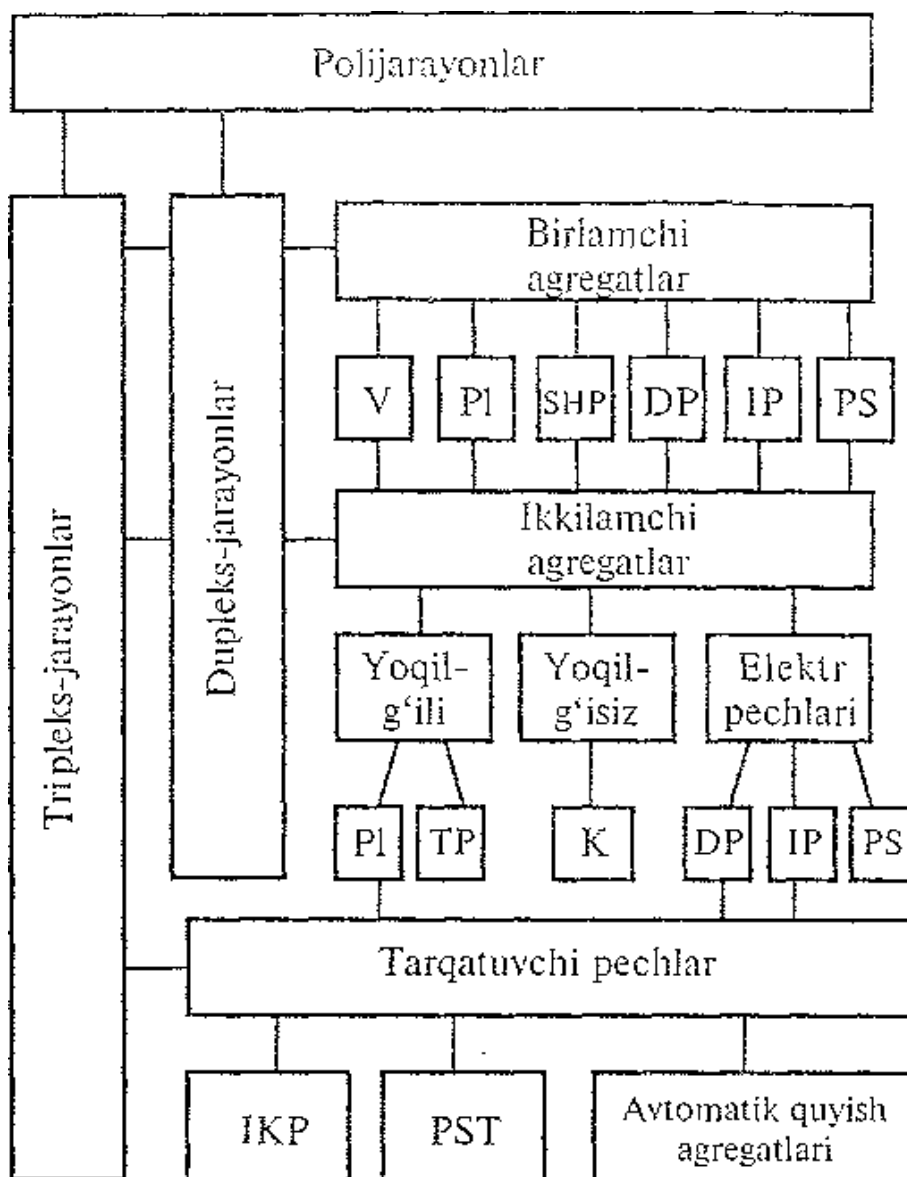 Polijarayonlar
Tripleks-jarayonlar
Dupleks-jarayonlar
Birlamchi
agregatlar
V
Pl
SHP
DP
IP
PS
Ikkilamchi
agregatlar
Yoqil-
g‘ili
Yoqil-
g‘isiz
Elektr
pechlari
Pl
TP
K
DP
IP
PS
Tarqatuvchi pechlar
IKP
PST
Avtomatik quyish
agregatlari